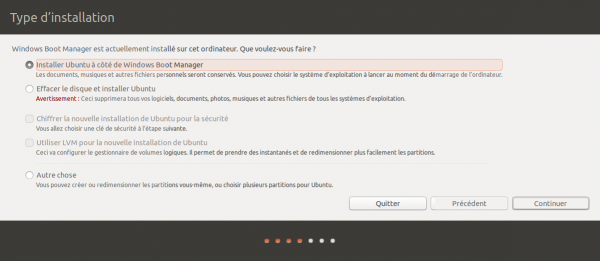 Type d'installation
Windows Boot Manager est actuellement installé sur cet ordinateur. Que voulez-vous faire ?
Installer Ubuntu à côté de Windows Boot Manager
Les documents, musiques et autres fichiers personnels seront conservés. Vous pouvez choisir le système d'exploitation à lancer au moment du démarrage de l'ordinateur.
Effacer le disque et installer Ubuntu
Avertissement : Ceci supprimera tous vos logiciels, documents, photos, musiques et autres fichiers de tous les systèmes d'exploitation.
Chiffrer la nouvelle installation de Ubuntu pour la sécurité
Vous allez choisir une clé de sécurité à l'étape suivante.
Utiliser LVM pour la nouvelle installation de Ubuntu
Ceci va configurer le gestionnaire de volumes logiques. Il permet de prendre des instantanés et de redimensionner plus facilement les partitions.
Autre chose
Vous pouvez créer ou redimensionner les partitions vous-même, ou choisir plusieurs partitions pour Ubuntu.
Quitter
Précédent
Continuer